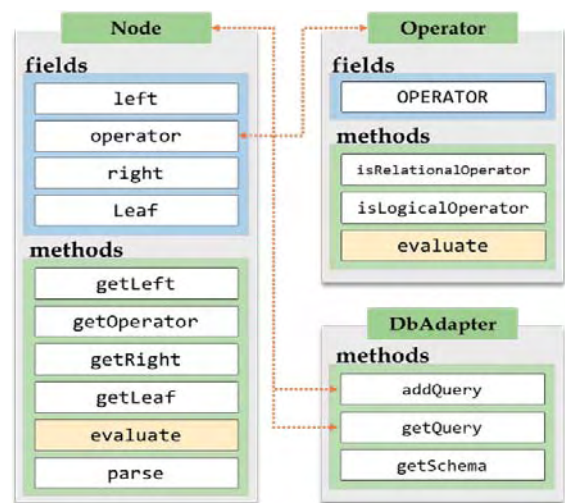 Node
fields
left
operator
right
Leaf
methods
getLeft
getOperator
getRight
getLeaf
evaluate
parse
Operator
fields
OPERATOR
methods
isRelationalOperator
isLogicalOperator
evaluate
DbAdapter
methods
addQuery
getQuery
getSchema